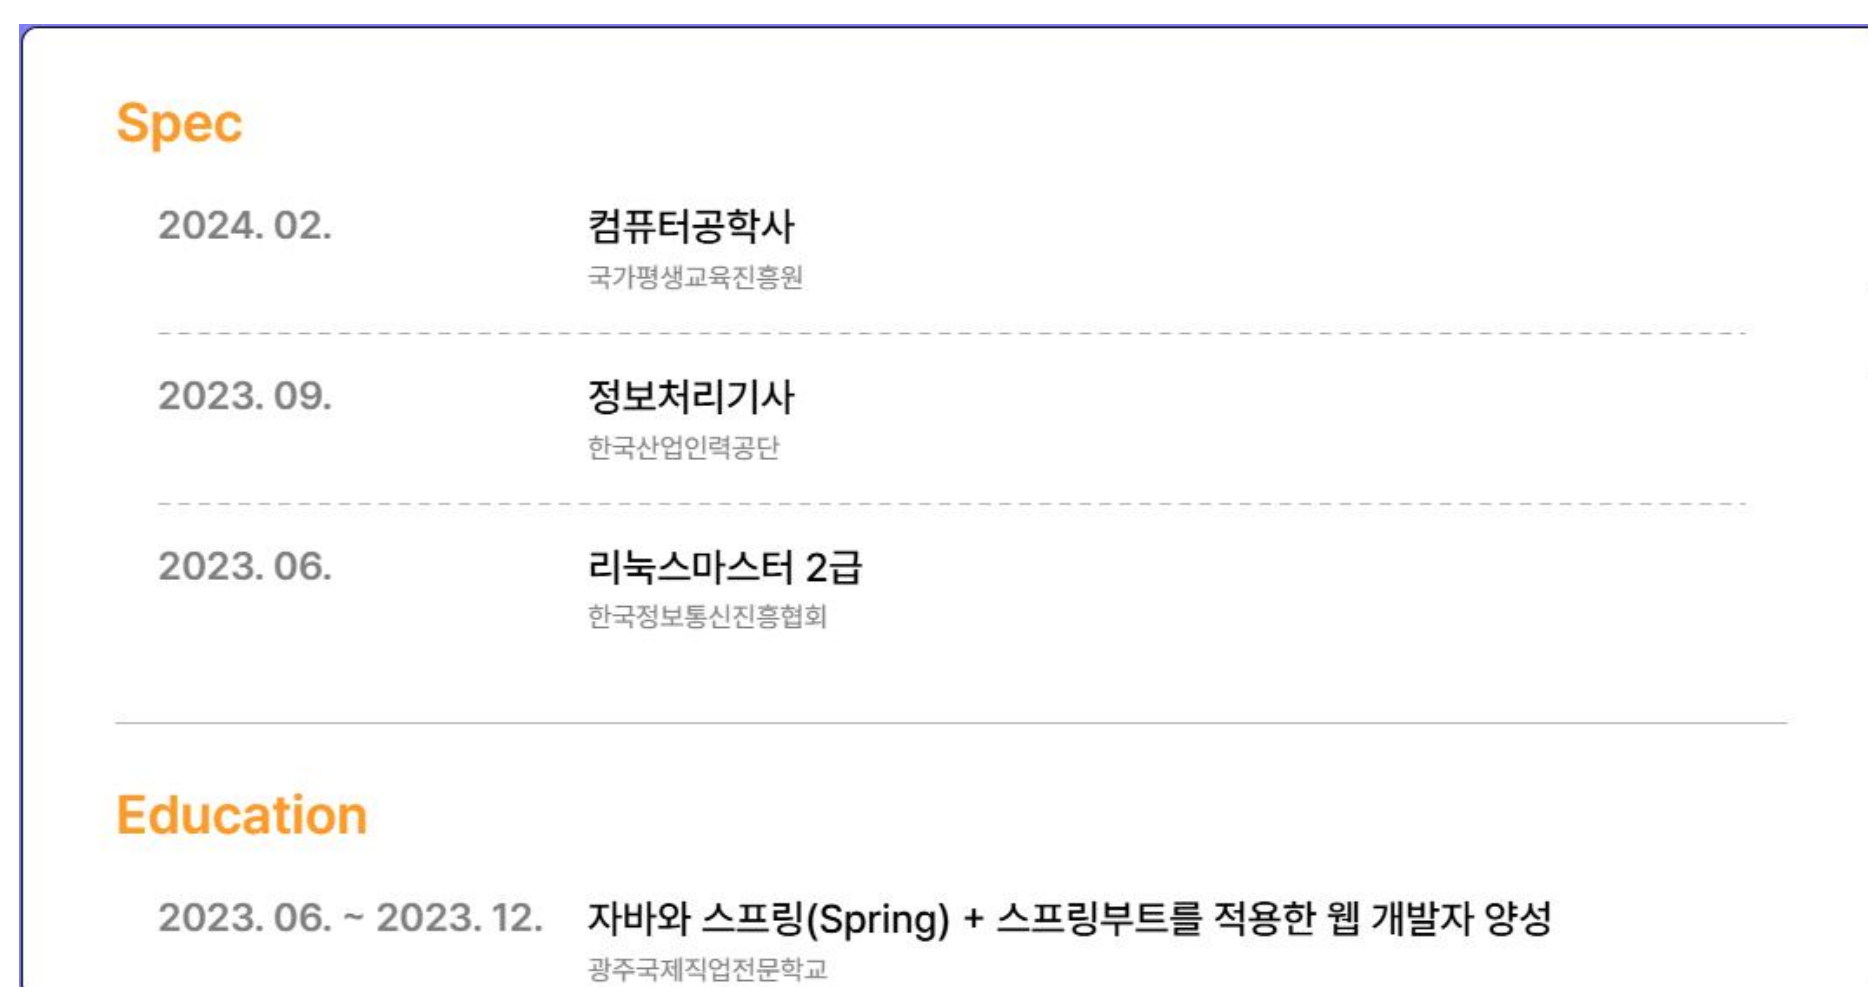 Spec
2024. 02.
컴퓨터공학사
국가평생교육진흥원
2023. 09.
정보처리기사
한국산업인력공단
2023. 06.
리눅스마스터 2급
한국정보통신진흥협회
Education
2023. 06. ~ 2023. 12.
자바와 스프링(Spring) + 스프링부트를 적용한 웹 개발자 양성
광주국제직업전문학교